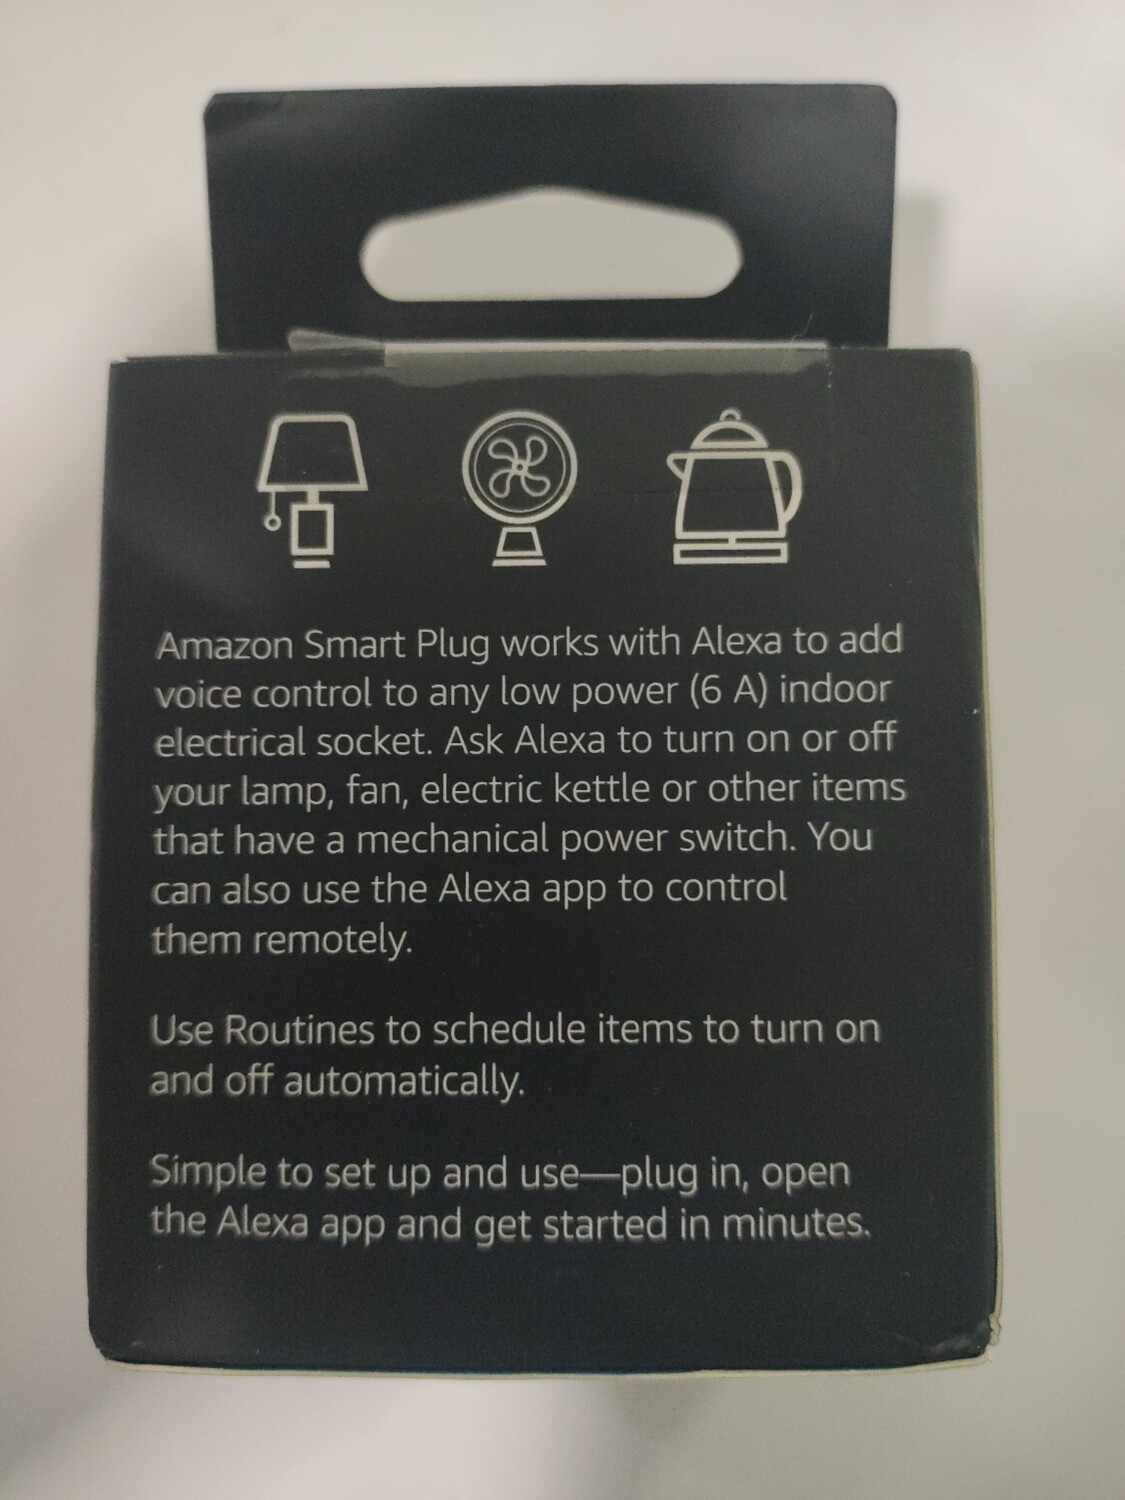 Amazon Smart Plug works with Alexa to add
voice control to any low power (6 A) indoor
electrical socket. Ask Alexa to turn on or off
your lamp, fan, electric kettle or other items
that have a mechanical power switch. You
can also use the Alexa app to control
them remotely.
Use Routines to schedule items to turn on
and off automatically.
Simple to set up and use—plug in, open
the Alexa app and get started in minutes.